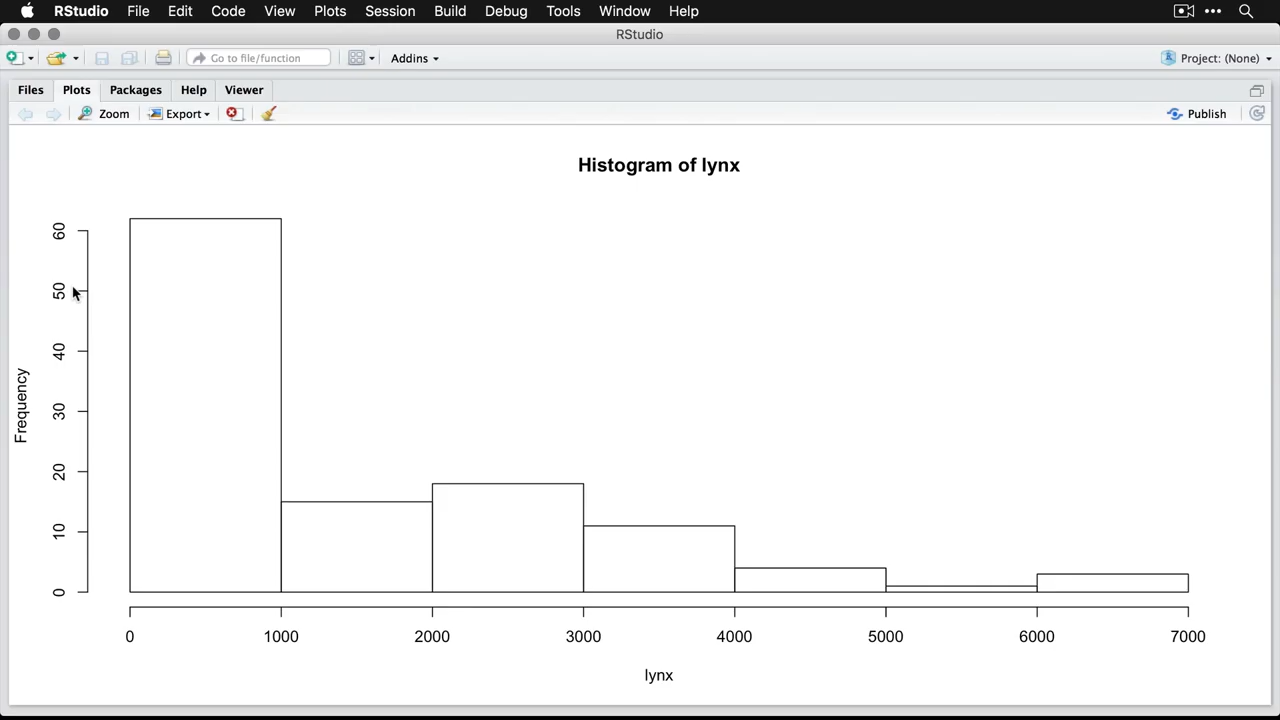 RStudio File Edit Code View Plots Session Build Debug Tools Window Help
RStudio
Go to file/function Addins Project: (None)
Files Plots Packages Help Viewer
Zoom Export Publish
Histogram of lynx
Frequency
60
50
40
30
20
10
0
0 1000 2000 3000 4000 5000 6000 7000
lynx